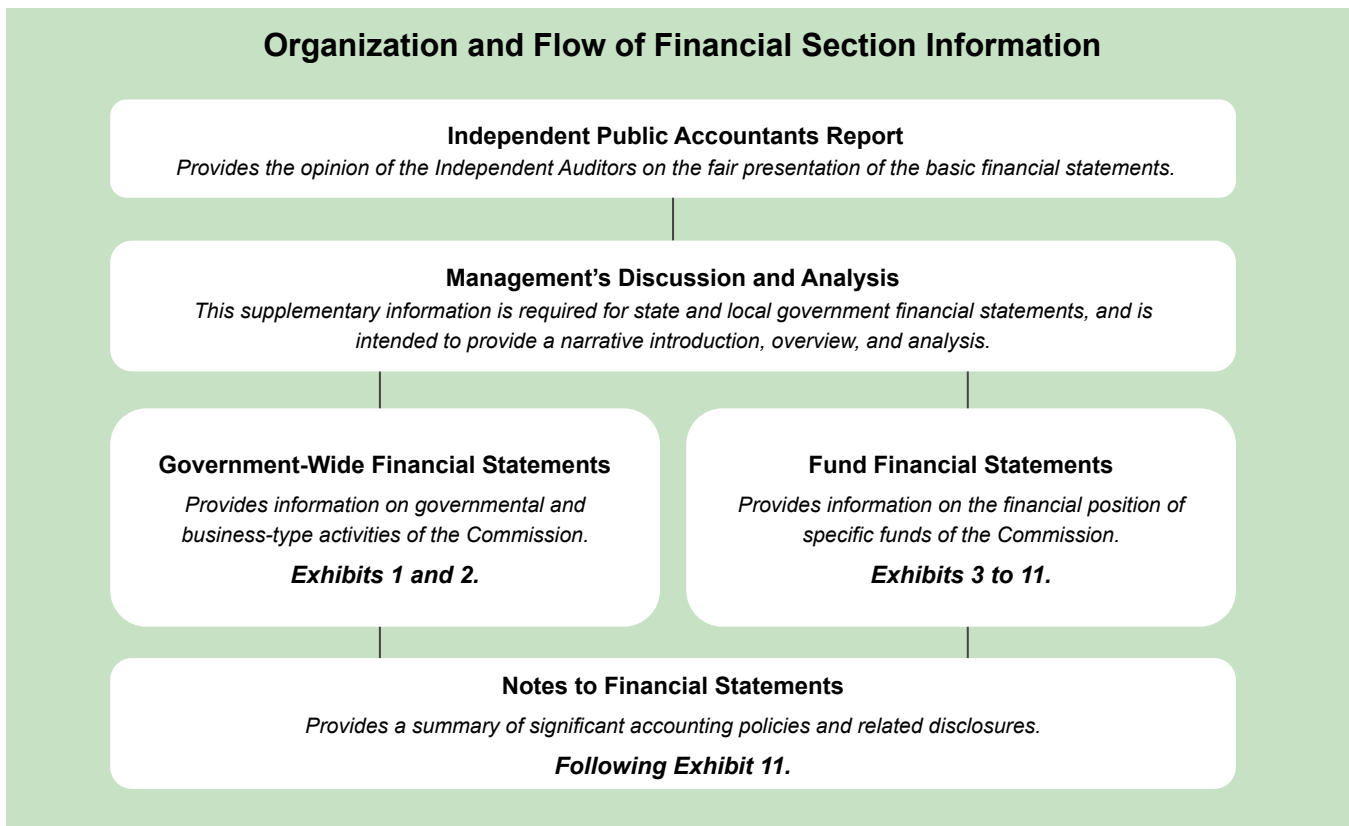 Organization and Flow of Financial Section Information
Independent Public Accountants Report
Provides the opinion of the Independent Auditors on the fair presentation of the basic financial statements.
Management’s Discussion and Analysis
This supplementary information is required for state and local government financial statements, and is
intended to provide a narrative introduction, overview, and analysis.
Government-Wide Financial Statements
Provides information on governmental and
business-type activities of the Commission.
Exhibits 1 and 2.
Fund Financial Statements
Provides information on the financial position of
specific funds of the Commission.
Exhibits 3 to 11.
Notes to Financial Statements
Provides a summary of significant accounting policies and related disclosures.
Following Exhibit 11.